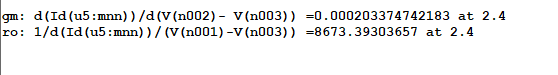 gm: d(Id(u5:mnn))/d(V(n002)- V(n003)) =0.000203374742183 at 2.4
ro: 1/d(Id(u5:mnn))/(V(n001)-V(n003)) =8673.39303657 at 2.4